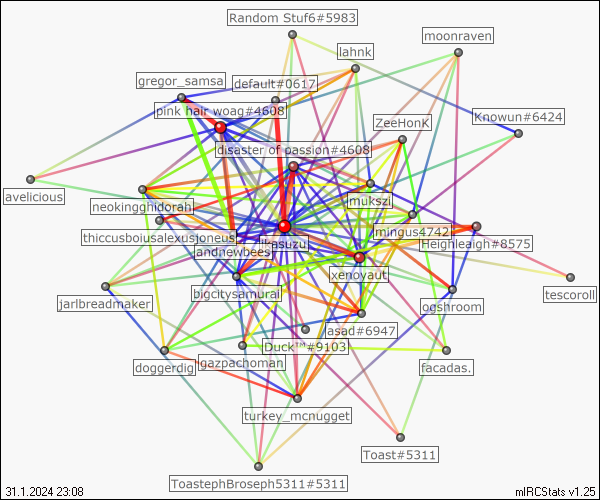 Random Stuf6#5983
moonraven
lahnk
gregor_samsa
default#0617
pink hair woag#4608
Knowun#6424
ZeeHonK
disaster of passion#4608
avelicious
mukszi
neokingghidorah
mingus4742
thiccusboiusalexusjoneus
likasuzu
Heighleaigh#8575
andnewbees
xenoyaut
tescoroll
bigcitysamurai
jarlbreadmaker
ogshroom
asad#6947
Duck™#9103
gazpachoman
doggerdig
facadas.
turkey_mcnugget
Toast#5311
ToastephBroseph5311#5311
31.1.2024 23:08
mIRCStats v1.25